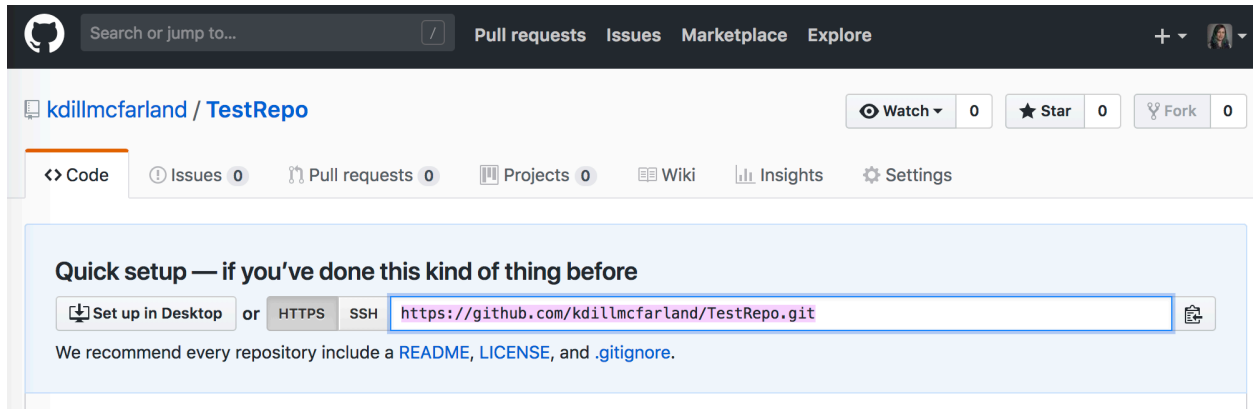 Search or jump to... / Pull requests Issues Marketplace Explore
kdillmcfarland / TestRepo Watch 0 Star 0 Fork 0
Code Issues 0 Pull requests 0 Projects 0 Wiki Insights Settings
Quick setup — if you’ve done this kind of thing before
Set up in Desktop or HTTPS SSH https://github.com/kdillmcfarland/TestRepo.git
We recommend every repository include a README, LICENSE, and .gitignore.